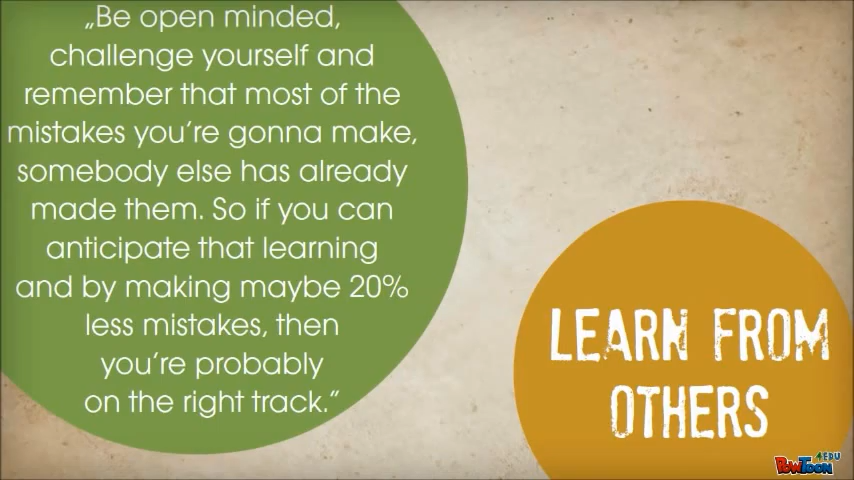 „Be open minded,
challenge yourself and
remember that most of the
mistakes you're gonna make,
somebody else has already
made them. So if you can
anticipate that learning
and by making maybe 20%
less mistakes, then
you're probably
on the right track.”
LEARN FROM
OTHERS
4EDU
POWTOON